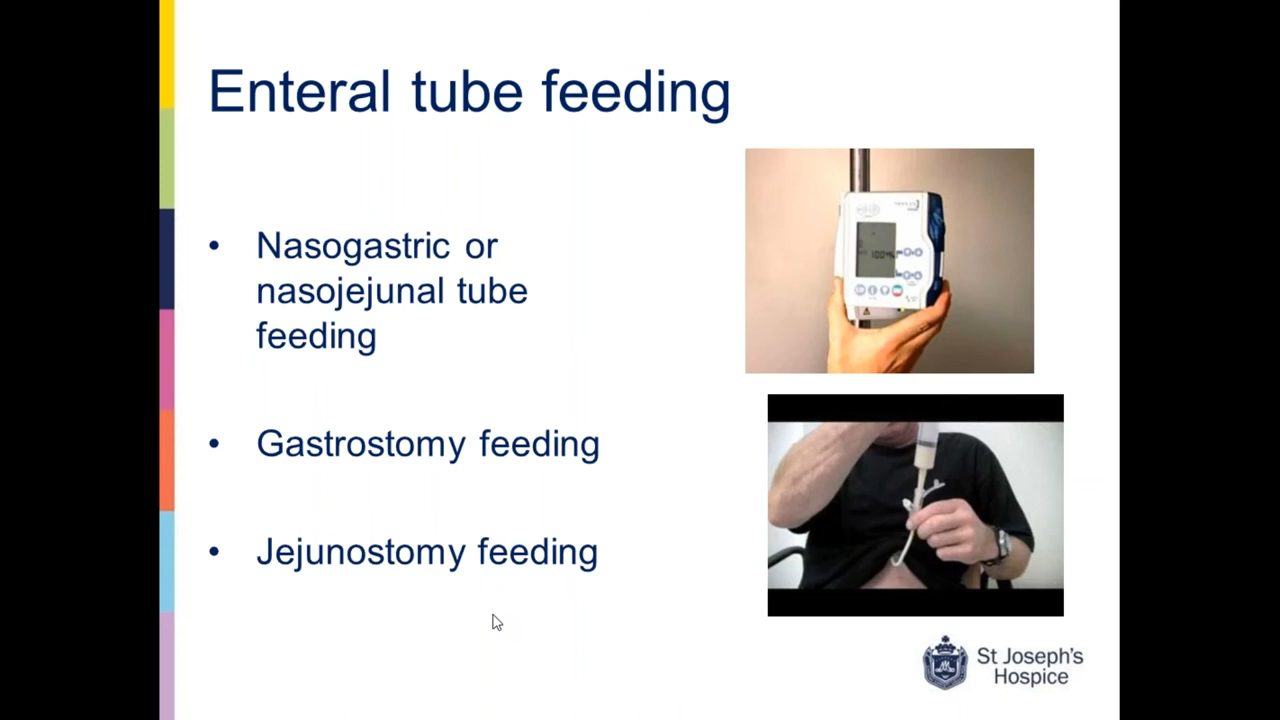 Enteral tube feeding
• Nasogastric or
nasojejunal tube
feeding
• Gastrostomy feeding
• Jejunostomy feeding
St Joseph's
Hospice